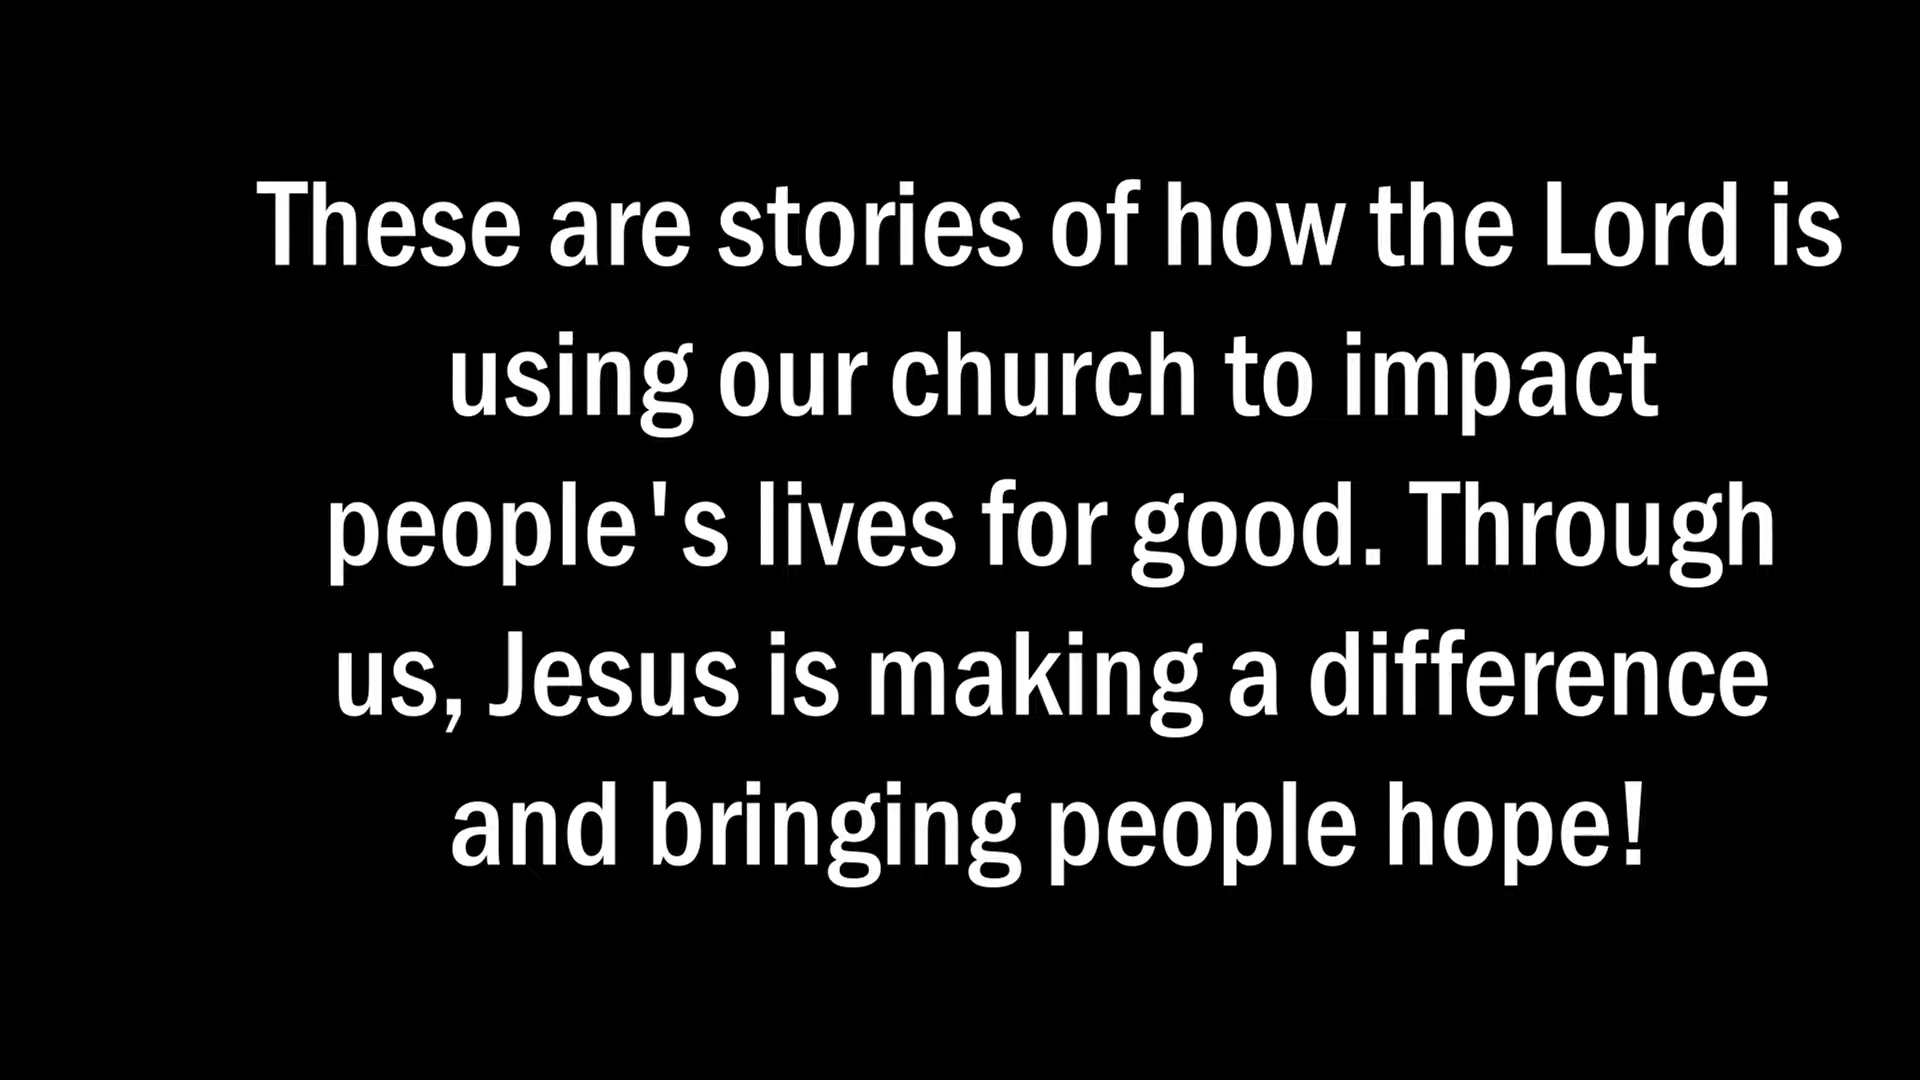 These are stories of how the Lord is
using our church to impact
people's lives for good. Through
us, Jesus is making a difference
and bringing people hope!